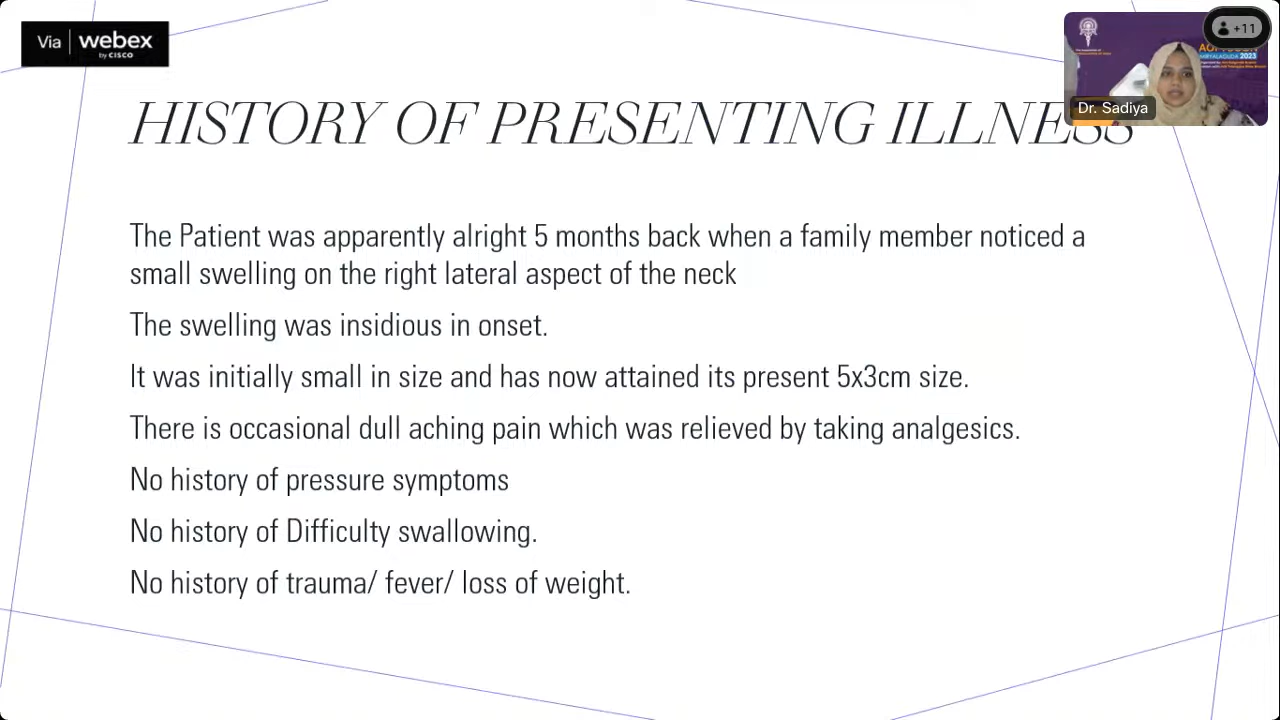 Via webex
by CISCO
+11
2023
Dr. Sadiya
HISTORY OF PRESENTING ILLNESS
The Patient was apparently alright 5 months back when a family member noticed a
small swelling on the right lateral aspect of the neck
The swelling was insidious in onset.
It was initially small in size and has now attained its present 5x3cm size.
There is occasional dull aching pain which was relieved by taking analgesics.
No history of pressure symptoms
No history of Difficulty swallowing.
No history of trauma/ fever/ loss of weight.